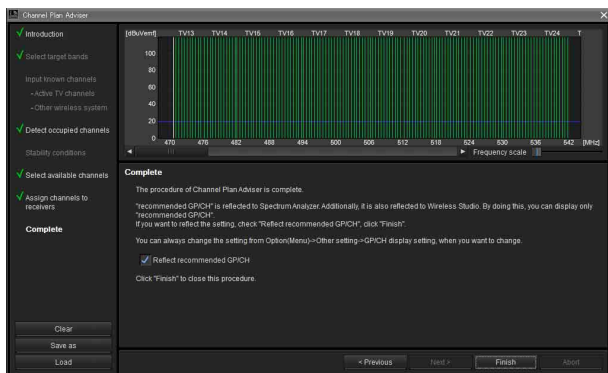 Channel Plan Adviser
Introduction
Select target bands
Input known channels
-Active TV channels
-Other wireless system
Detect occupied channels
Stability conditions
Select available channels
Assign channels to
receivers
Complete
Clear
Save as
Load
[dBuVemf] TV13 TV14 TV15 TV16 TV17 TV18 TV19 TV20 TV21 TV22 TV23 TV24 T
100
80
60
40
20
0
470 476 482 488 494 500 506 512 518 524 530 536 542 [MHz]
Frequency scale
Complete
The procedure of Channel Plan Adviser is complete.
"recommended GP/CH" is reflected to Spectrum Analyzer. Additionally, it is also reflected to Wireless Studio. By doing this, you can display only
"recommended GP/CH".
If you want to reflect the setting, check "Reflect recommended GP/CH", click "Finish".
You can always change the setting from Option(Menu)->Other setting->GP/CH display setting, when you want to change.
Reflect recommended GP/CH
Click "Finish" to close this procedure.
< Previous
Next >
Finish
Abort